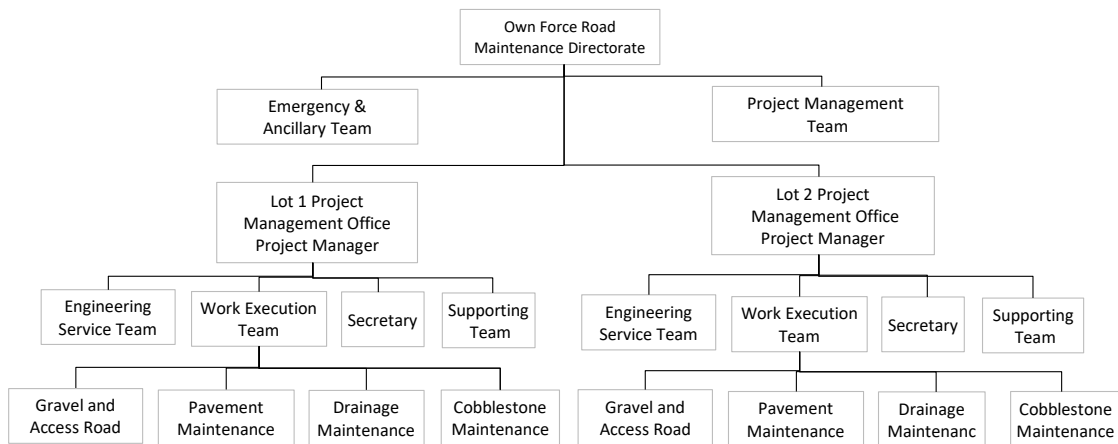 Own Force Road
Maintenance Directorate
Emergency &
Ancillary Team
Project Management
Team
Lot 1 Project
Management Office
Project Manager
Lot 2 Project
Management Office
Project Manager
Engineering
Service Team
Work Execution
Team
Secretary
Supporting
Team
Engineering
Service Team
Work Execution
Team
Secretary
Supporting
Team
Gravel and
Access Road
Pavement
Maintenance
Drainage
Maintenance
Cobblestone
Maintenance
Gravel and
Access Road
Pavement
Maintenance
Drainage
Maintenanc
Cobblestone
Maintenance